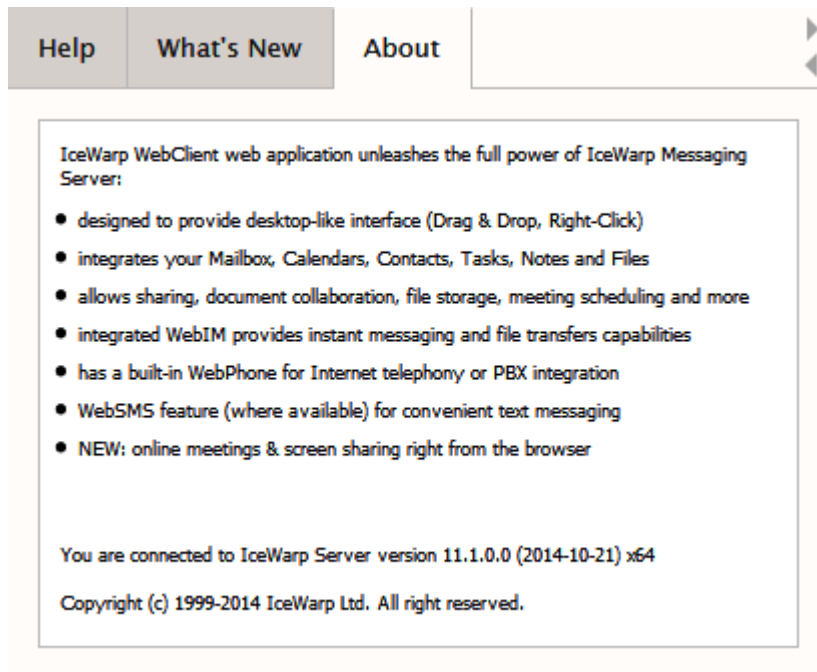 Help What's New About
IceWarp WebClient web application unleashes the full power of IceWarp Messaging
Server:
• designed to provide desktop-like interface (Drag & Drop, Right-Click)
• integrates your Mailbox, Calendars, Contacts, Tasks, Notes and Files
• allows sharing, document collaboration, file storage, meeting scheduling and more
• integrated WebIM provides instant messaging and file transfers capabilities
• has a built-in WebPhone for Internet telephony or PBX integration
• WebSMS feature (where available) for convenient text messaging
• NEW: online meetings & screen sharing right from the browser
You are connected to IceWarp Server version 11.1.0.0 (2014-10-21) x64
Copyright (c) 1999-2014 IceWarp Ltd. All right reserved.